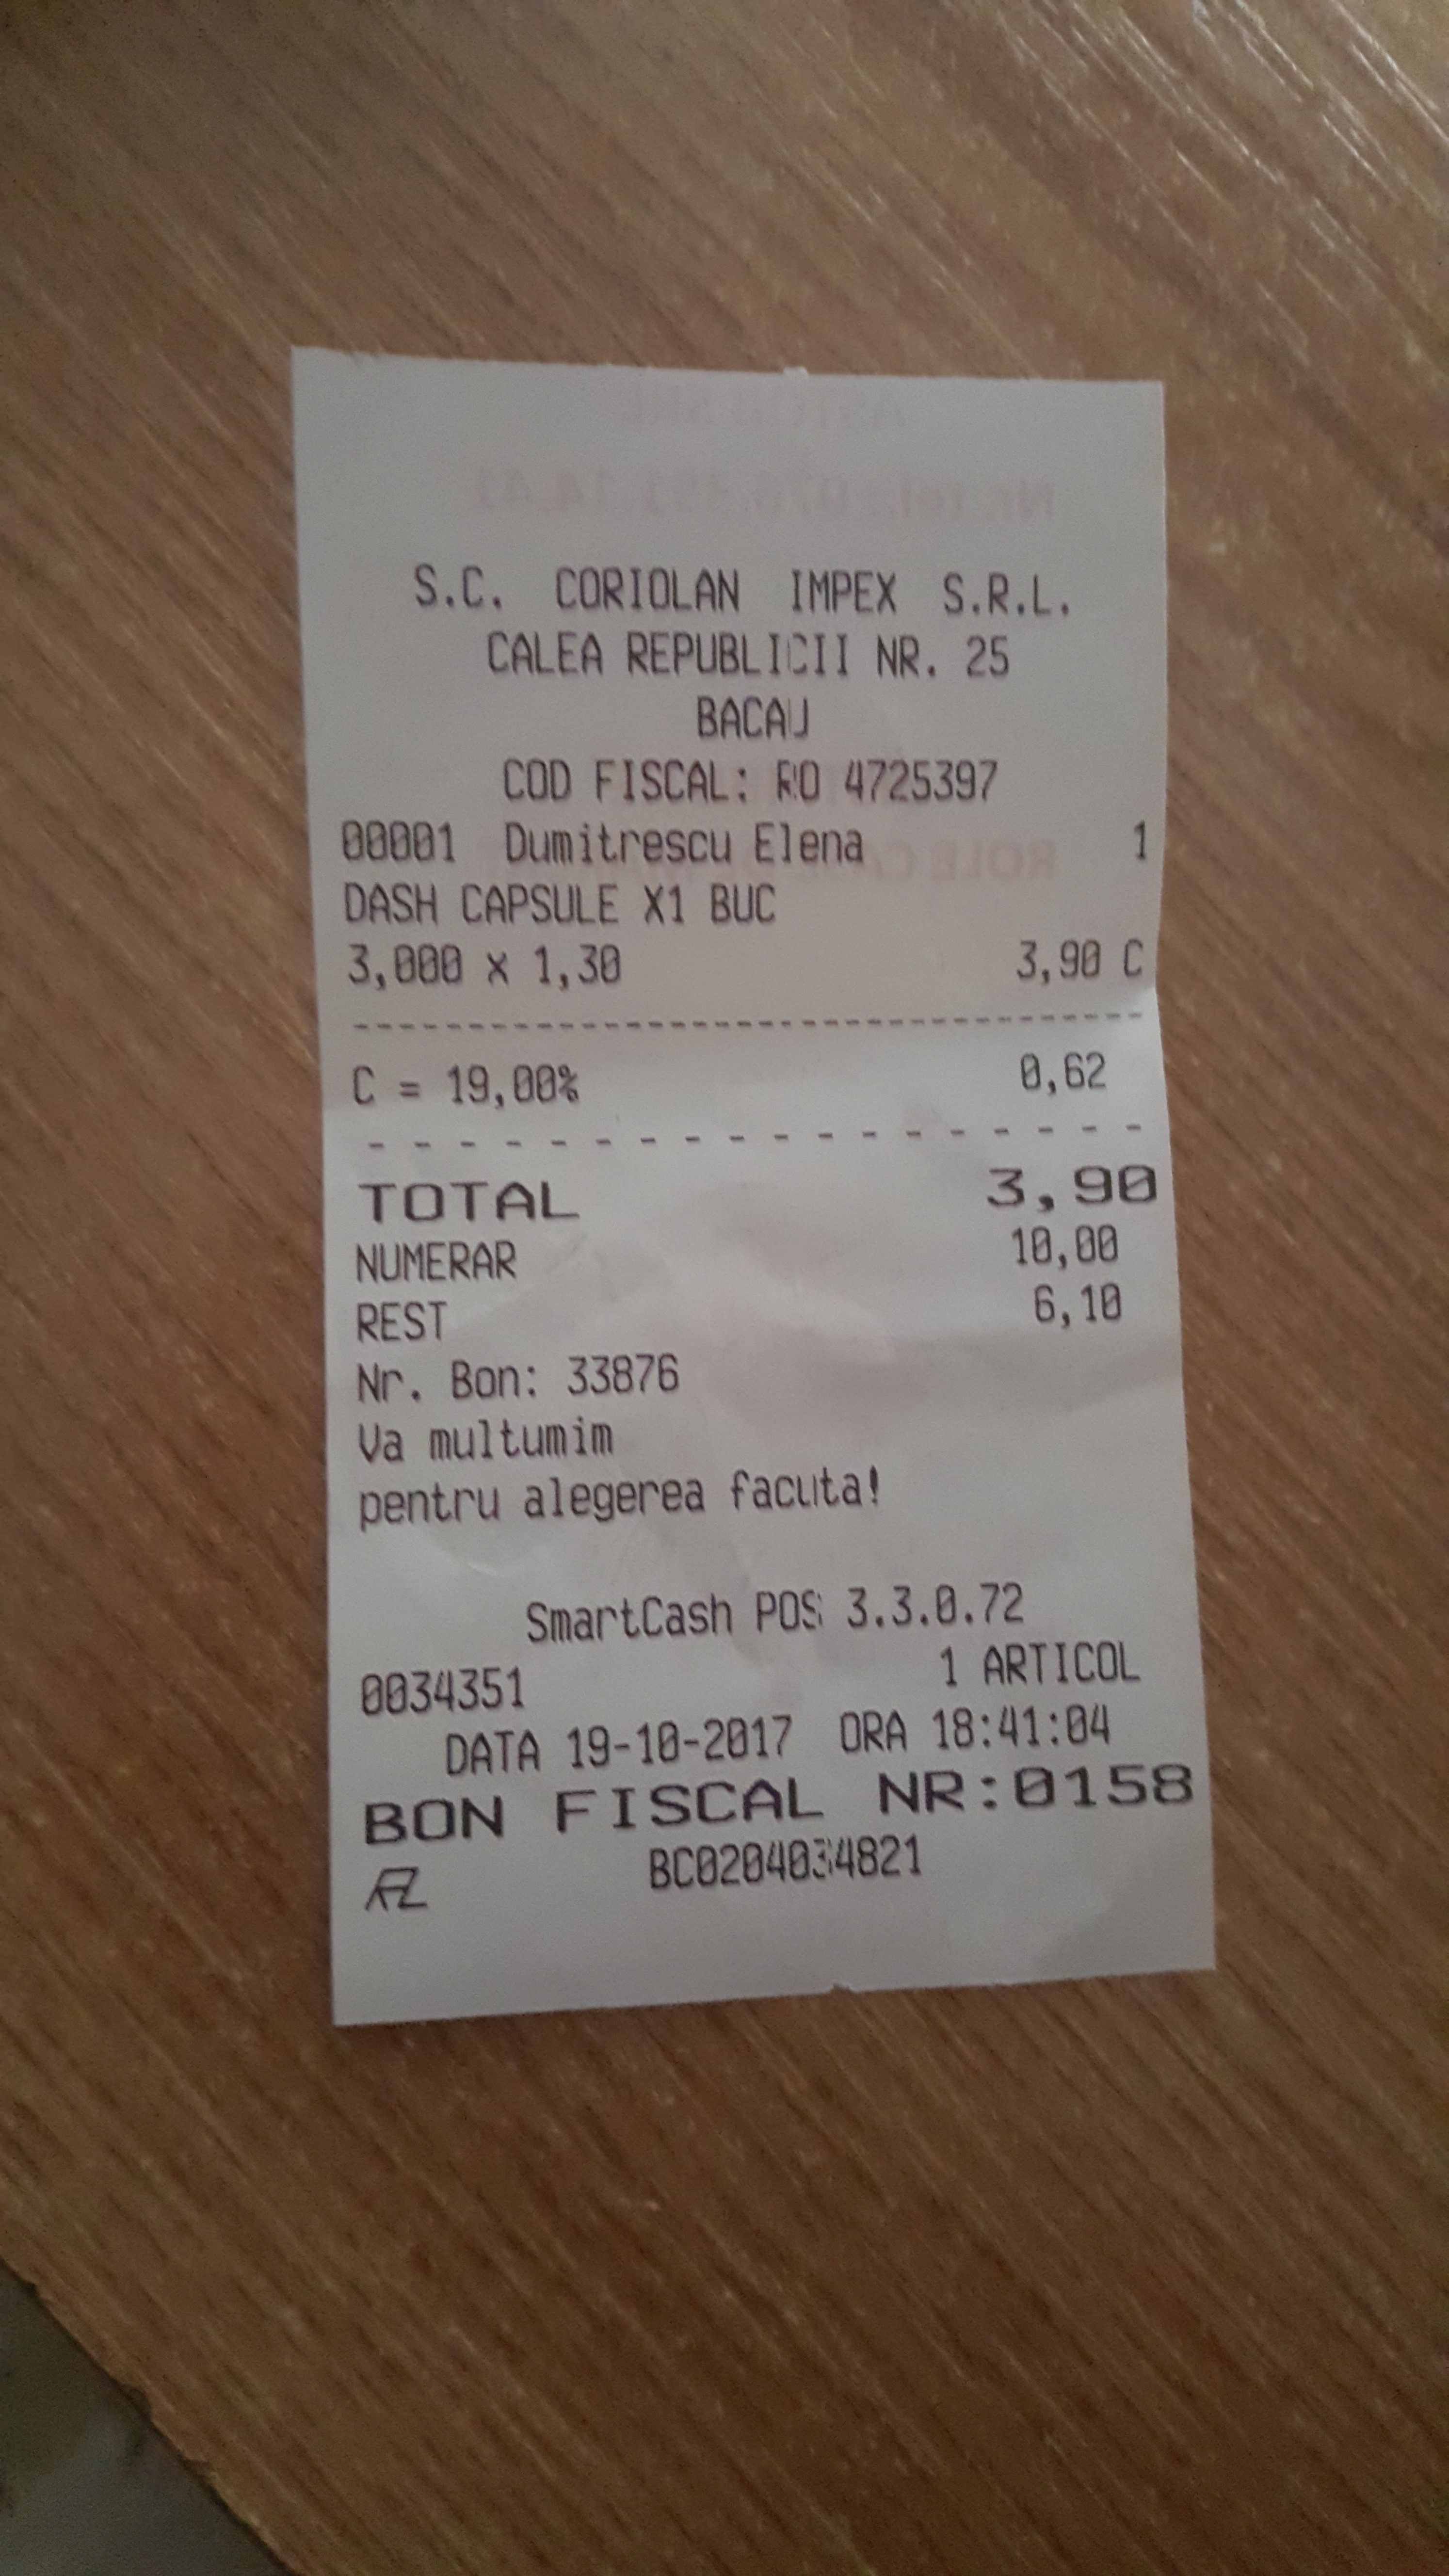 S.C. CORIOLAN IMPEX S.R.L.
CALEA REPUBLICII NR. 25
BACAU
COD FISCAL: RO 4725397
00001 Dumitrescu Elena 1
DASH CAPSULE X1 BUC
3,000 x 1,30 3,90 C
C = 19,00% 0,62
TOTAL 3,90
NUMERAR 10,00
REST 6,10
Nr. Bon: 33876
Va multumim
pentru alegerea facuta!
SmartCash POS 3.3.0.72
0034351 1 ARTICOL
DATA 19-10-2017 ORA 18:41:04
BON FISCAL NR:0158
BC0204034821